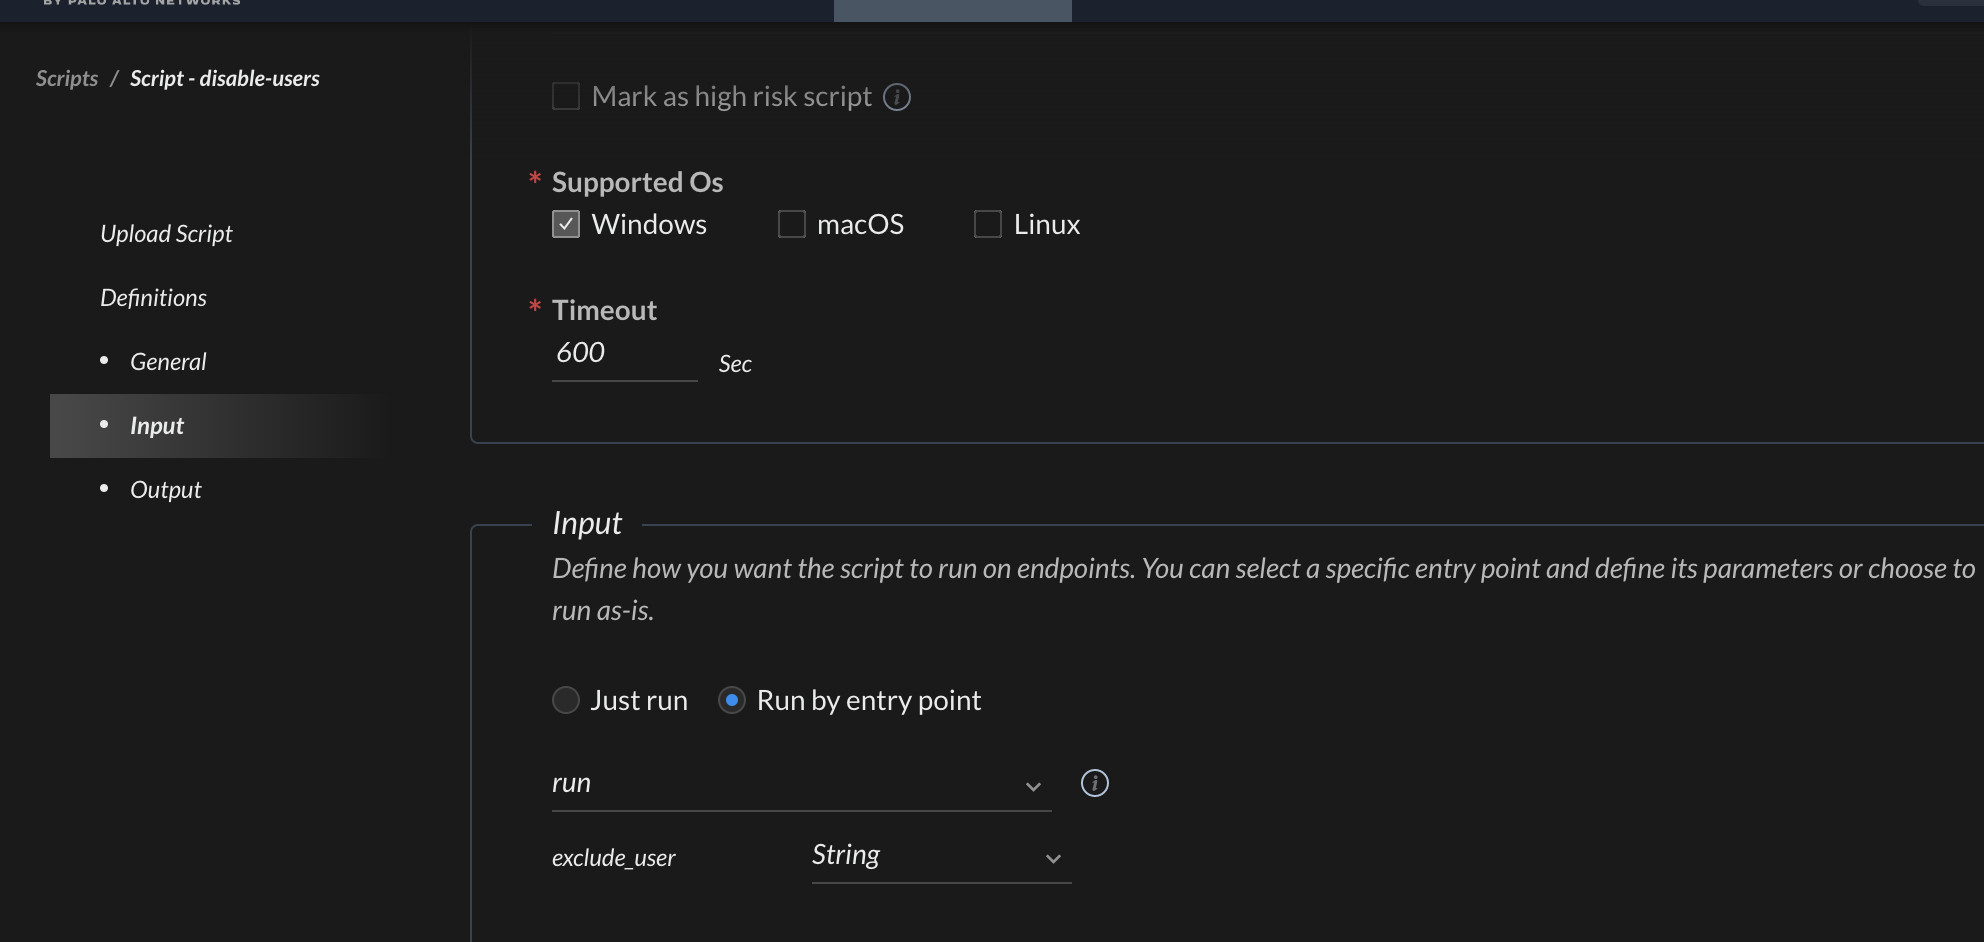 BY PALO ALTO NETWORKS
Scripts / Script - disable-users
Upload Script
Definitions
• General
• Input
• Output
Mark as high risk script i
* Supported Os
Windows macOS Linux
* Timeout
600 Sec
Input
Define how you want the script to run on endpoints. You can select a specific entry point and define its parameters or choose to
run as-is.
Just run Run by entry point
run i
exclude_user String